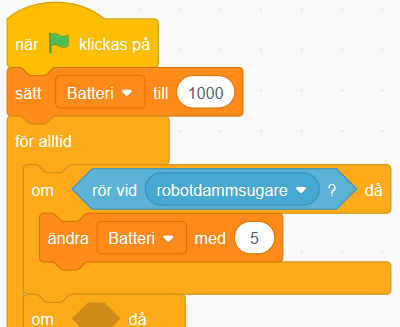 när klickas på
sätt Batteri till 1000
för alltid
om rör vid robotdammsugare ? då
ändra Batteri med 5
om då